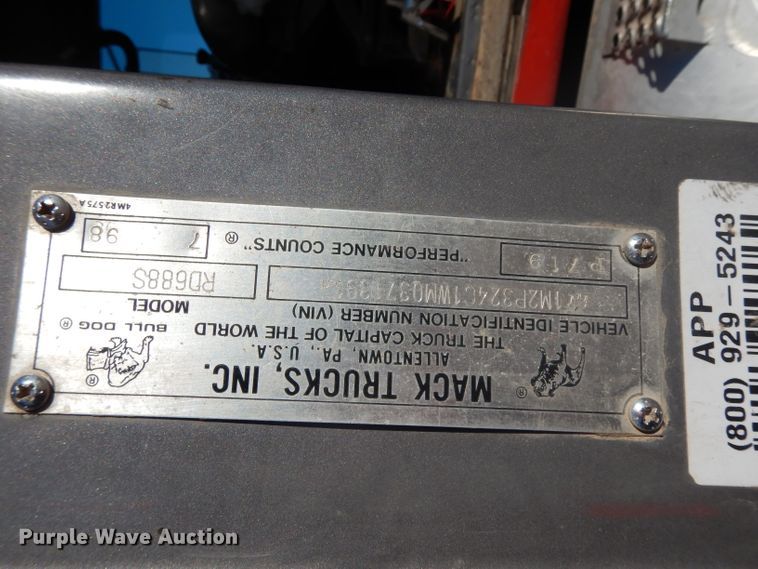 MACK TRUCKS, INC.
®
®
ALLENTOWN, PA., U.S.A.
THE TRUCK CAPITAL OF THE WORLD
BULL DOG ®
VEHICLE IDENTIFICATION NUMBER (VIN)
MODEL
RD688S
"PERFORMANCE COUNTS" ®
7 98
4MR2575A
APP
(800) 929-5243
Purple Wave Auction